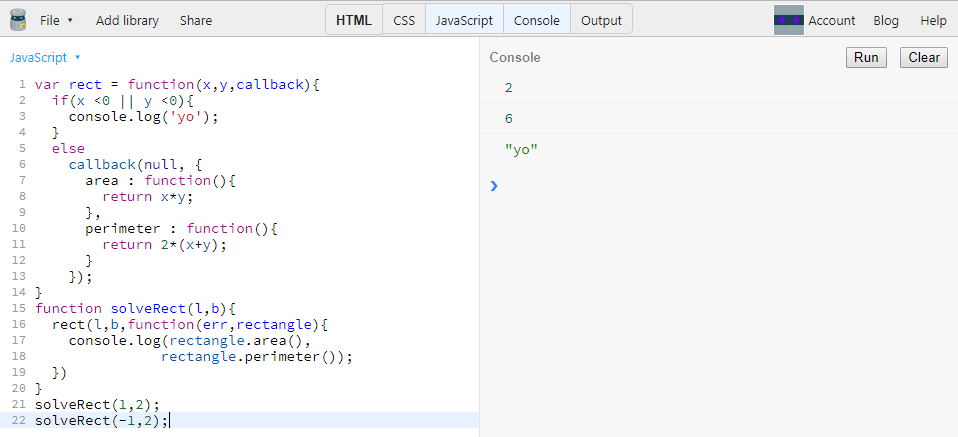 File ▾ Add library Share HTML CSS JavaScript Console Output Account Blog Help
JavaScript ▾
1 var rect = function(x,y,callback){
2   if(x <0 || y <0){
3     console.log('yo');
4   }
5   else
6     callback(null, {
7       area : function(){
8         return x*y;
9       },
10       perimeter : function(){
11         return 2*(x+y);
12       }
13     });
14 }
15 function solveRect(l,b){
16   rect(l,b,function(err,rectangle){
17     console.log(rectangle.area(),
18                rectangle.perimeter());
19   })
20 }
21 solveRect(1,2);
22 solveRect(-1,2);
Console Run Clear
2
6
"yo"
❯